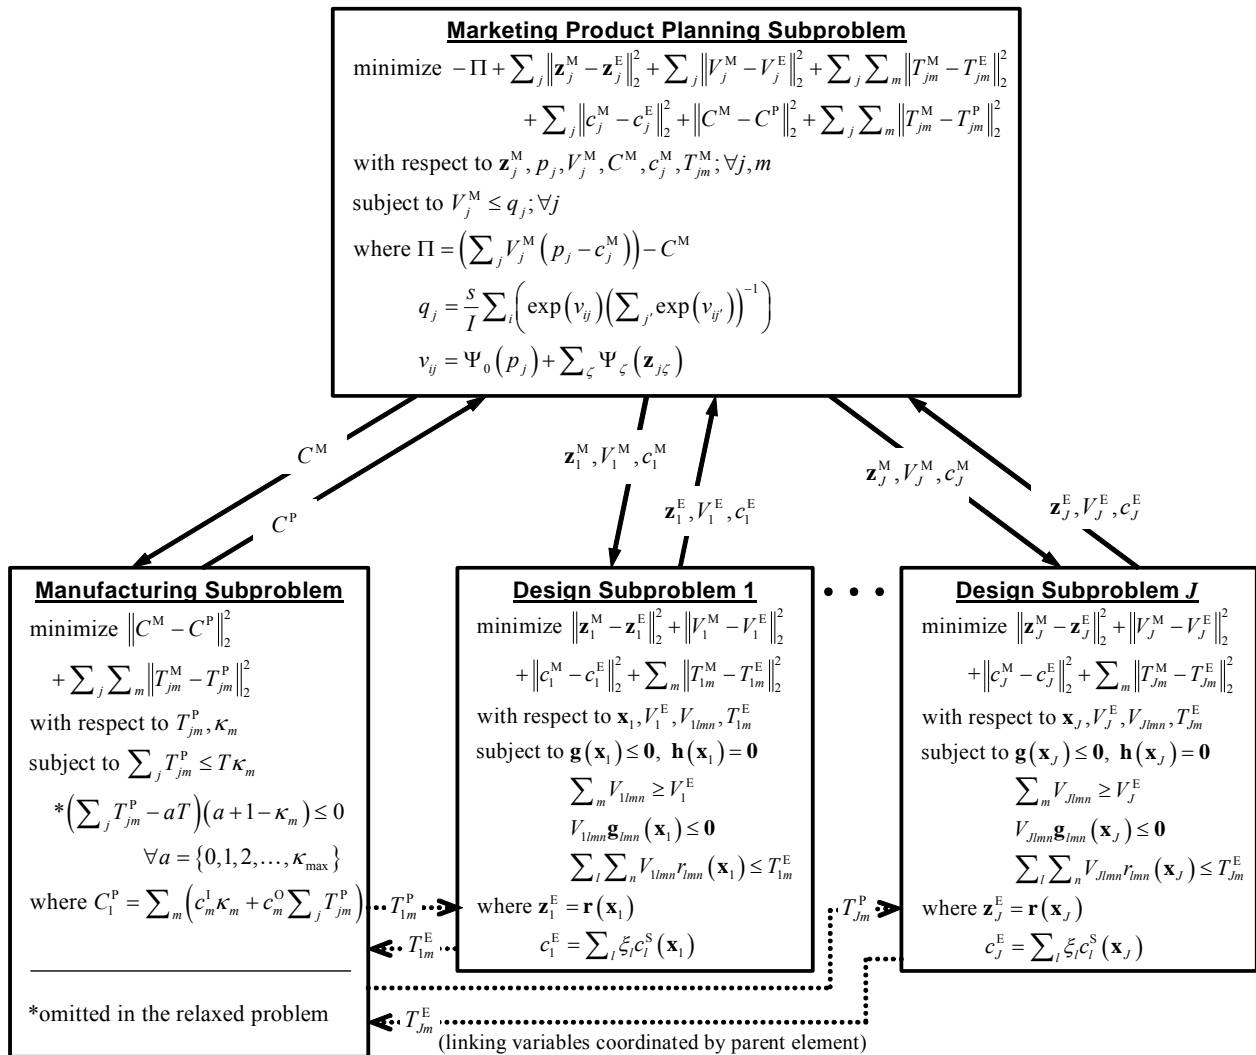 Marketing Product Planning Subproblem
minimize −Π + ∑_j ‖𝐳_j^M − 𝐳_j^E‖_2^2 + ∑_j ‖V_j^M − V_j^E‖_2^2 + ∑_j ∑_m ‖T_jm^M − T_jm^E‖_2^2
+ ∑_j ‖c_j^M − c_j^E‖_2^2 + ‖C^M − C^P‖_2^2 + ∑_j ∑_m ‖T_jm^M − T_jm^P‖_2^2
with respect to 𝐳_j^M, p_j, V_j^M, C^M, c_j^M, T_jm^M; ∀j, m
subject to V_j^M ≤ q_j; ∀j
where Π = (∑_j V_j^M (p_j − c_j^M)) − C^M
q_j = s/I ∑_i (exp(v_ij) (∑_j′ exp(v_ij′))^−1)
v_ij = Ψ_0(p_j) + ∑_ζ Ψ_ζ(𝐳_jζ)
C^M
C^P
𝐳_1^M, V_1^M, c_1^M
𝐳_1^E, V_1^E, c_1^E
𝐳_J^M, V_J^M, c_J^M
𝐳_J^E, V_J^E, c_J^E
Manufacturing Subproblem
minimize ‖C^M − C^P‖_2^2
+ ∑_j ∑_m ‖T_jm^M − T_jm^P‖_2^2
with respect to T_jm^P, κ_m
subject to ∑_j T_jm^P ≤ Tκ_m
*(∑_j T_jm^P − aT)(a + 1 − κ_m) ≤ 0
∀a = {0, 1, 2, …, κ_max}
where C_1^P = ∑_m (c_m^I κ_m + c_m^O ∑_j T_jm^P)
*omitted in the relaxed problem
T_1m^P
T_1m^E
Design Subproblem 1
minimize ‖𝐳_1^M − 𝐳_1^E‖_2^2 + ‖V_1^M − V_1^E‖_2^2
+ ‖c_1^M − c_1^E‖_2^2 + ∑_m ‖T_1m^M − T_1m^E‖_2^2
with respect to 𝐱_1, V_1^E, V_1lmn, T_1m^E
subject to 𝐠(𝐱_1) ≤ 𝟎, 𝐡(𝐱_1) = 𝟎
∑_m V_1lmn ≥ V_1^E
V_1lmn 𝐠_lmn(𝐱_1) ≤ 𝟎
∑_l ∑_n V_1lmn r_lmn(𝐱_1) ≤ T_1m^E
where 𝐳_1^E = 𝐫(𝐱_1)
c_1^E = ∑_l ξ_l c_l^S(𝐱_1)
• • •
T_Jm^P
T_Jm^E
Design Subproblem J
minimize ‖𝐳_J^M − 𝐳_J^E‖_2^2 + ‖V_J^M − V_J^E‖_2^2
+ ‖c_J^M − c_J^E‖_2^2 + ∑_m ‖T_Jm^M − T_Jm^E‖_2^2
with respect to 𝐱_J, V_J^E, V_Jlmn, T_Jm^E
subject to 𝐠(𝐱_J) ≤ 𝟎, 𝐡(𝐱_J) = 𝟎
∑_m V_Jlmn ≥ V_J^E
V_Jlmn 𝐠_lmn(𝐱_J) ≤ 𝟎
∑_l ∑_n V_Jlmn r_lmn(𝐱_J) ≤ T_Jm^E
where 𝐳_J^E = 𝐫(𝐱_J)
c_J^E = ∑_l ξ_l c_l^S(𝐱_J)
(linking variables coordinated by parent element)